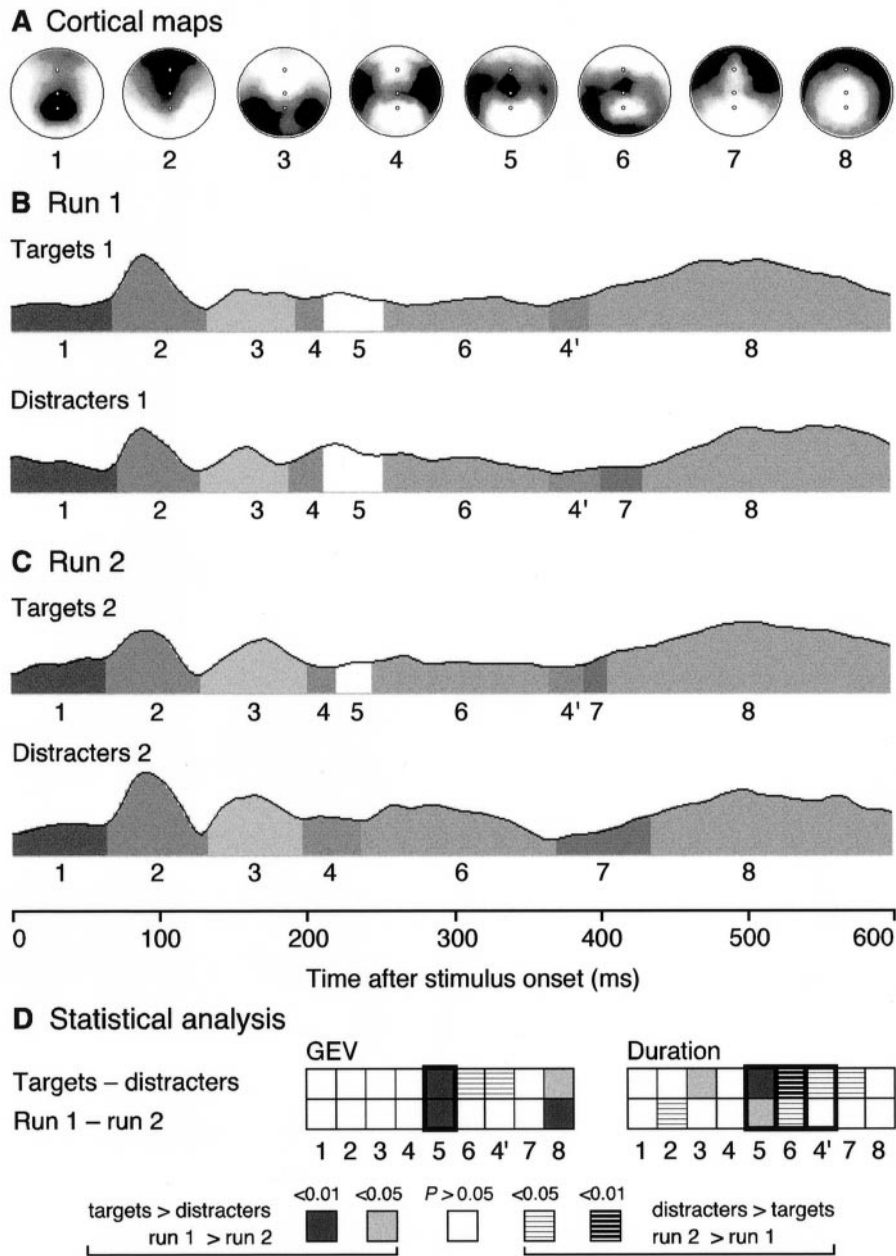 A Cortical maps
1 2 3 4 5 6 7 8
B Run 1
Targets 1
1 2 3 4 5 6 4' 8
Distracters 1
1 2 3 4 5 6 4' 7 8
C Run 2
Targets 2
1 2 3 4 5 6 4' 7 8
Distracters 2
1 2 3 4 6 7 8
0 100 200 300 400 500 600
Time after stimulus onset (ms)
D Statistical analysis
GEV Duration
Targets – distracters
Run 1 – run 2
1 2 3 4 5 6 4' 7 8 1 2 3 4 5 6 4' 7 8
<0.01 <0.05 P > 0.05 <0.05 <0.01
targets > distracters distracters > targets
run 1 > run 2 run 2 > run 1